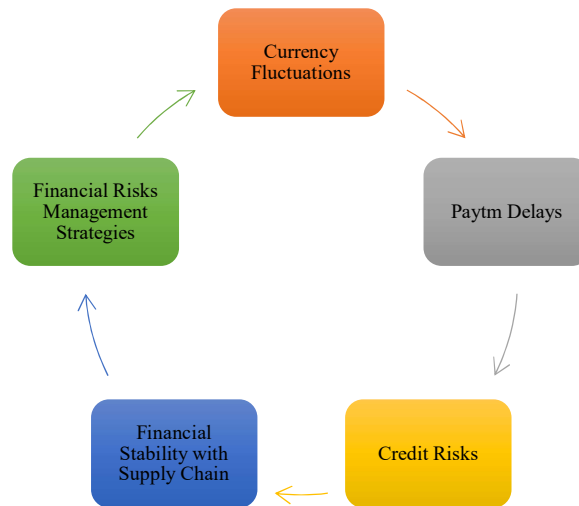 Currency
Fluctuations
Paytm Delays
Credit Risks
Financial
Stability with
Supply Chain
Financial Risks
Management
Strategies